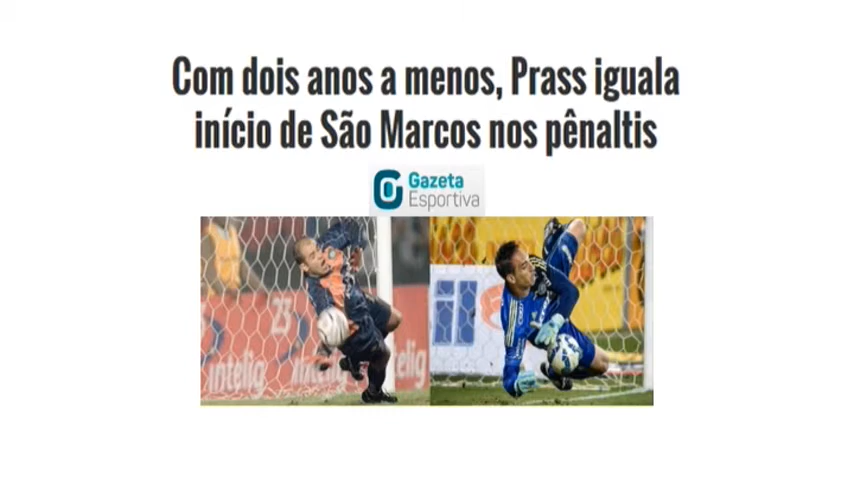 Com dois anos a menos, Prass iguala
início de São Marcos nos pênaltis
Gazeta
Esportiva
23
intelig
intelig